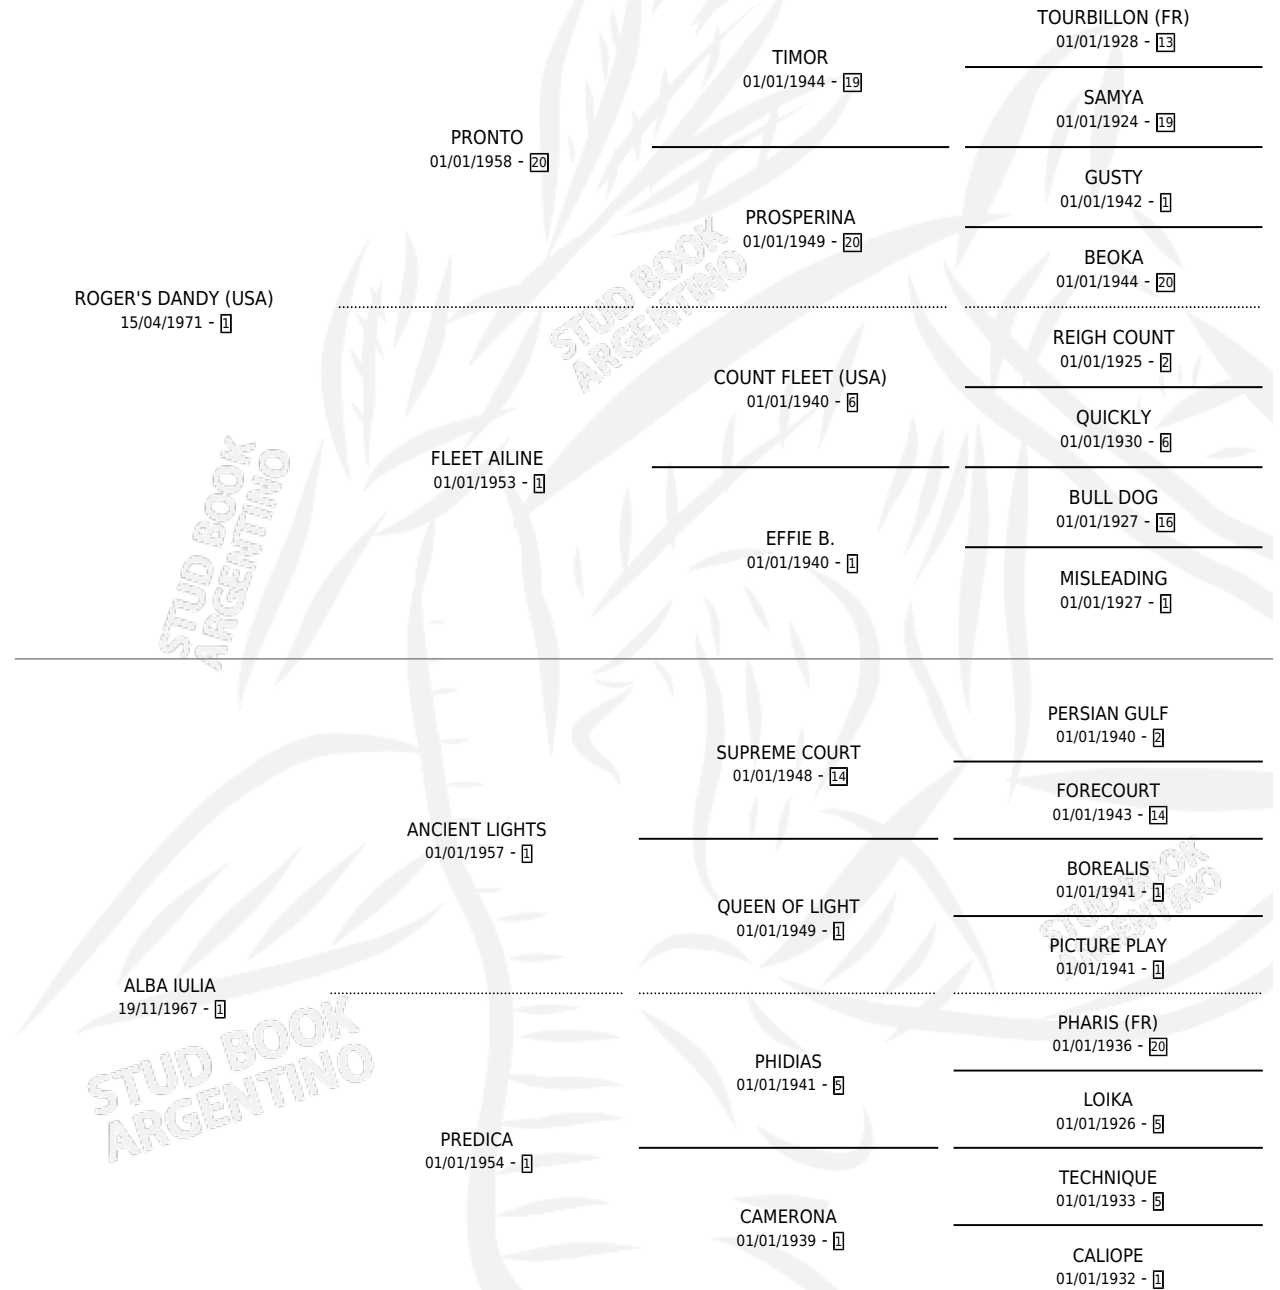 TOURBILLON (FR)
01/01/1928 - 13
TIMOR
01/01/1944 - 19
SAMYA
01/01/1924 - 19
PRONTO
01/01/1958 - 20
GUSTY
01/01/1942 - 1
PROSPERINA
01/01/1949 - 20
BEOKA
01/01/1944 - 20
ROGER'S DANDY (USA)
15/04/1971 - 1
REIGH COUNT
01/01/1925 - 2
COUNT FLEET (USA)
01/01/1940 - 6
QUICKLY
01/01/1930 - 6
FLEET AILINE
01/01/1953 - 1
BULL DOG
01/01/1927 - 16
EFFIE B.
01/01/1940 - 1
MISLEADING
01/01/1927 - 1
PERSIAN GULF
01/01/1940 - 2
SUPREME COURT
01/01/1948 - 14
FORECOURT
01/01/1943 - 14
ANCIENT LIGHTS
01/01/1957 - 1
BOREALIS
01/01/1941 - 1
QUEEN OF LIGHT
01/01/1949 - 1
PICTURE PLAY
01/01/1941 - 1
ALBA IULIA
19/11/1967 - 1
PHARIS (FR)
01/01/1936 - 20
PHIDIAS
01/01/1941 - 5
LOIKA
01/01/1926 - 5
PREDICA
01/01/1954 - 1
TECHNIQUE
01/01/1933 - 5
CAMERONA
01/01/1939 - 1
CALIOPE
01/01/1932 - 1
STUD BOOK
ARGENTINO
STUD BOOK
ARGENTINO
STUD BOOK
ARGENTINO
STUD BOOK
ARGENTINO